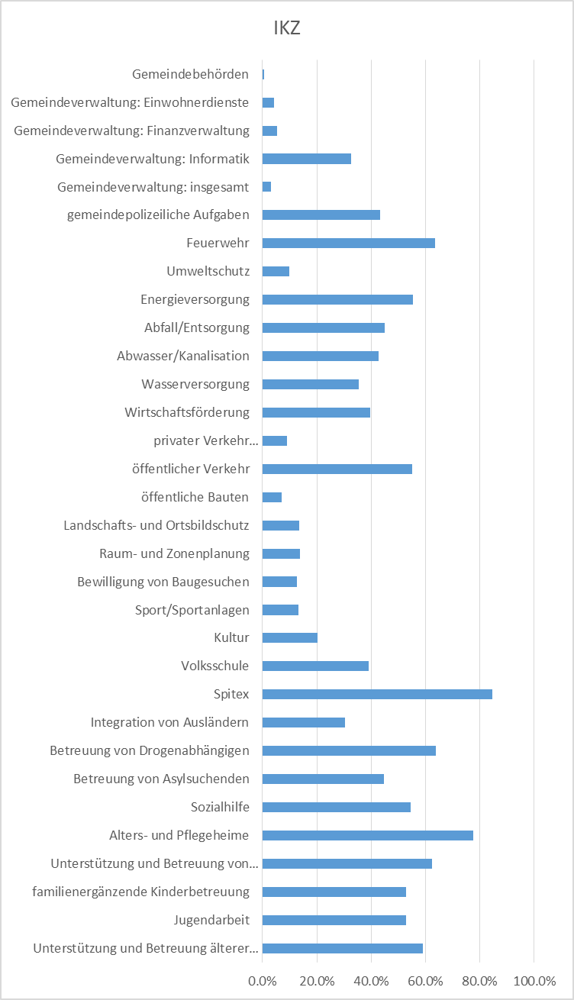 IKZ
Gemeindebehörden
Gemeindeverwaltung: Einwohnerdienste
Gemeindeverwaltung: Finanzverwaltung
Gemeindeverwaltung: Informatik
Gemeindeverwaltung: insgesamt
gemeindepolizeiliche Aufgaben
Feuerwehr
Umweltschutz
Energieversorgung
Abfall/Entsorgung
Abwasser/Kanalisation
Wasserversorgung
Wirtschaftsförderung
privater Verkehr...
öffentlicher Verkehr
öffentliche Bauten
Landschafts- und Ortsbildschutz
Raum- und Zonenplanung
Bewilligung von Baugesuchen
Sport/Sportanlagen
Kultur
Volksschule
Spitex
Integration von Ausländern
Betreuung von Drogenabhängigen
Betreuung von Asylsuchenden
Sozialhilfe
Alters- und Pflegeheime
Unterstützung und Betreuung von...
familienergänzende Kinderbetreuung
Jugendarbeit
Unterstützung und Betreuung älterer...
0.0% 20.0% 40.0% 60.0% 80.0% 100.0%